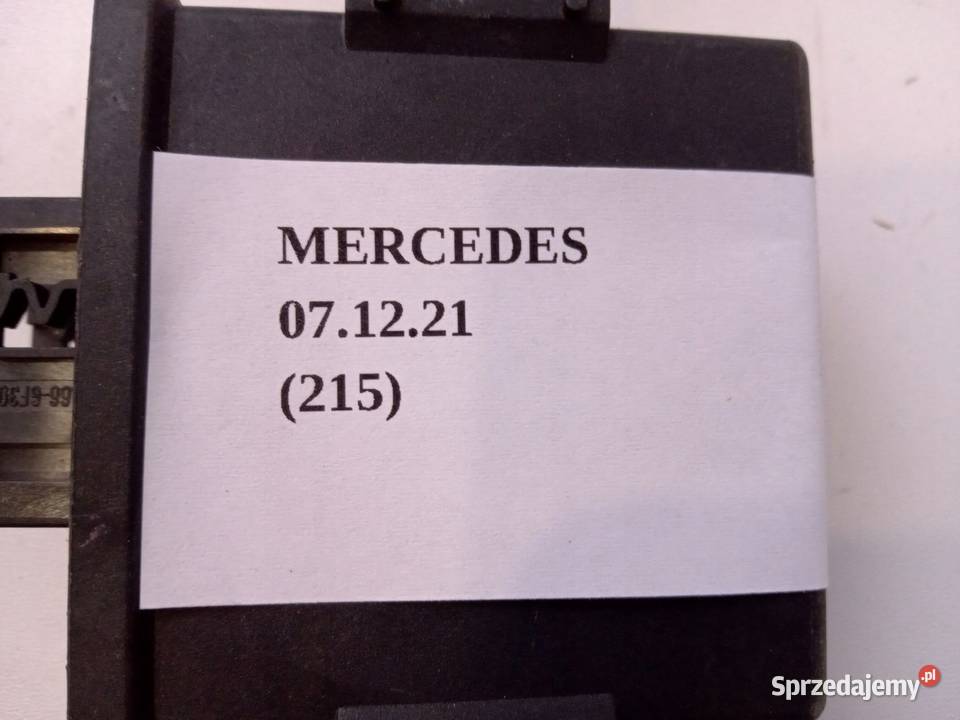 MERCEDES
07.12.21
(215)
Sprzedajemy.pl